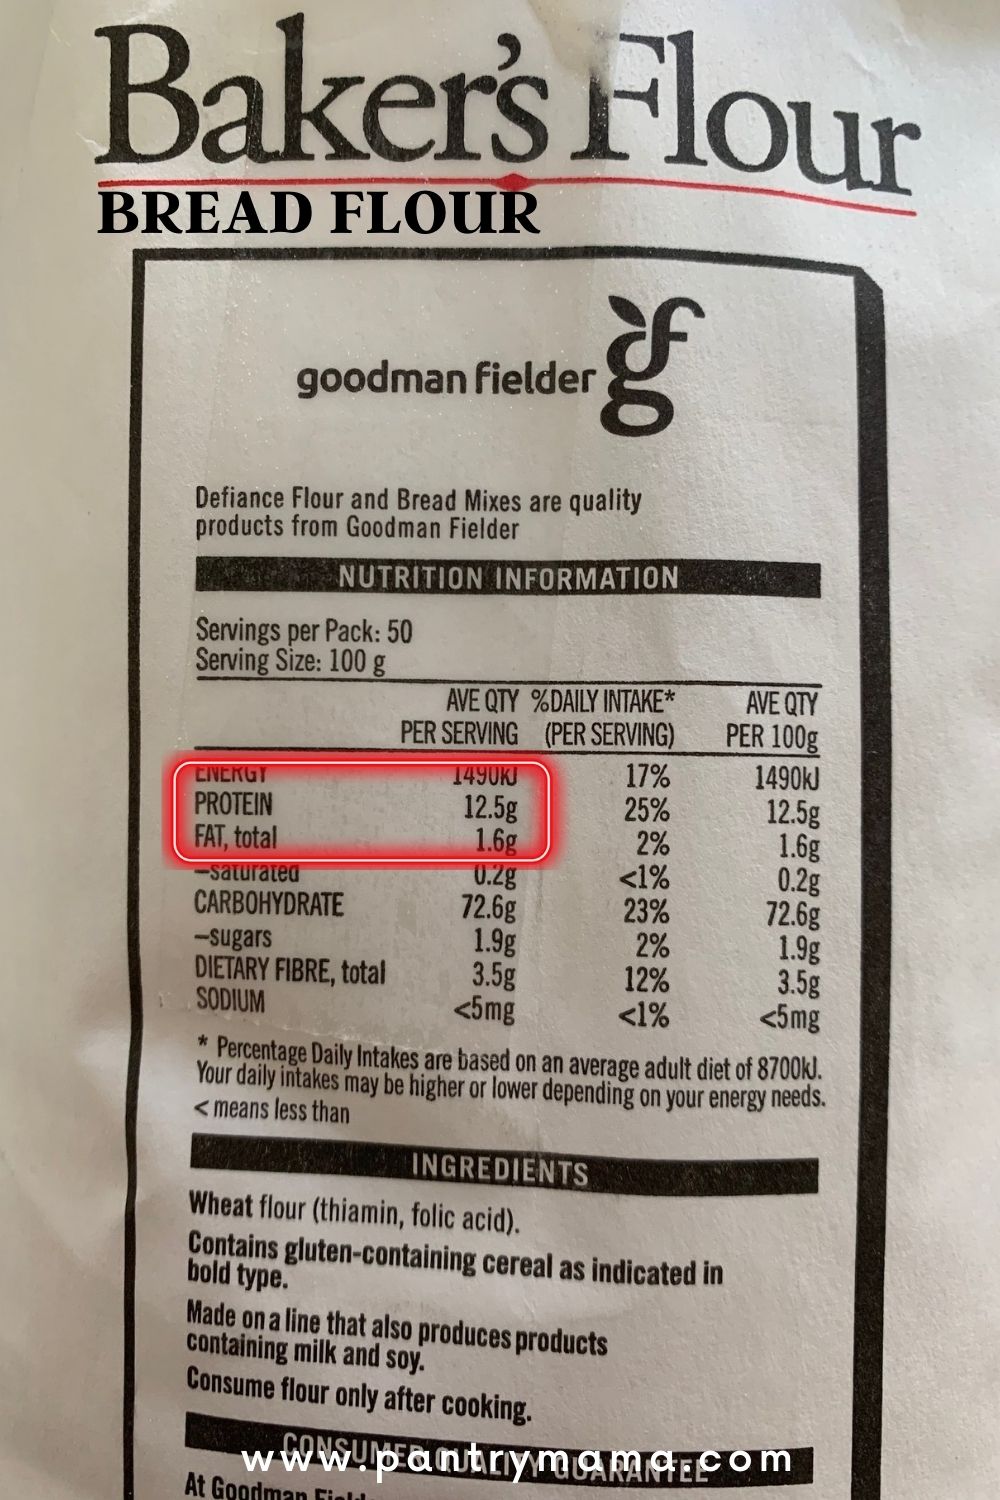 Baker's Flour
BREAD FLOUR
goodman fielder gf
Defiance Flour and Bread Mixes are quality
products from Goodman Fielder
NUTRITION INFORMATION
Servings per Pack: 50
Serving Size: 100 g
AVE QTY %DAILY INTAKE* AVE QTY
PER SERVING (PER SERVING) PER 100g
ENERGY 1490kJ 17% 1490kJ
PROTEIN 12.5g 25% 12.5g
FAT, total 1.6g 2% 1.6g
–saturated 0.2g <1% 0.2g
CARBOHYDRATE 72.6g 23% 72.6g
–sugars 1.9g 2% 1.9g
DIETARY FIBRE, total 3.5g 12% 3.5g
SODIUM <5mg <1% <5mg
* Percentage Daily Intakes are based on an average adult diet of 8700kJ.
Your daily intakes may be higher or lower depending on your energy needs.
< means less than
INGREDIENTS
Wheat flour (thiamin, folic acid).
Contains gluten-containing cereal as indicated in
bold type.
Made on a line that also produces products
containing milk and soy.
Consume flour only after cooking.
CONSUMER QUALITY GUARANTEE
www.pantrymama.com
At Goodman